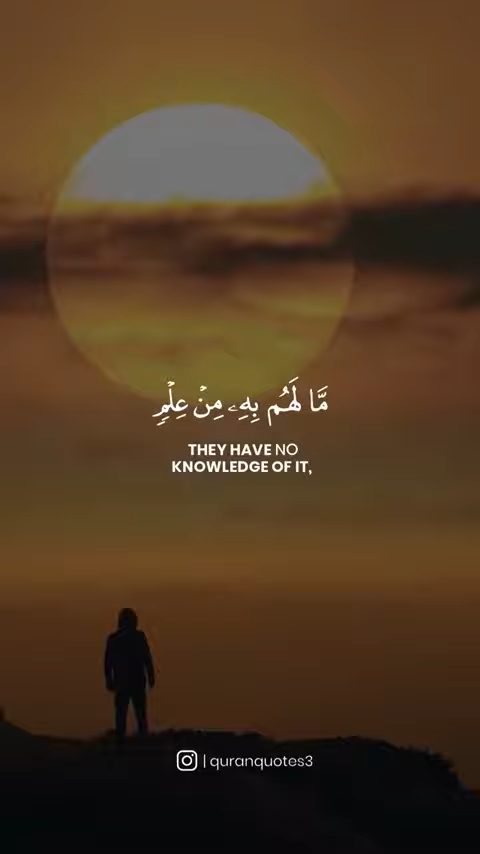 مَّا لَهُم بِهِۦ مِنْ عِلْمٍ
THEY HAVE NO
KNOWLEDGE OF IT,
| quranquotes3